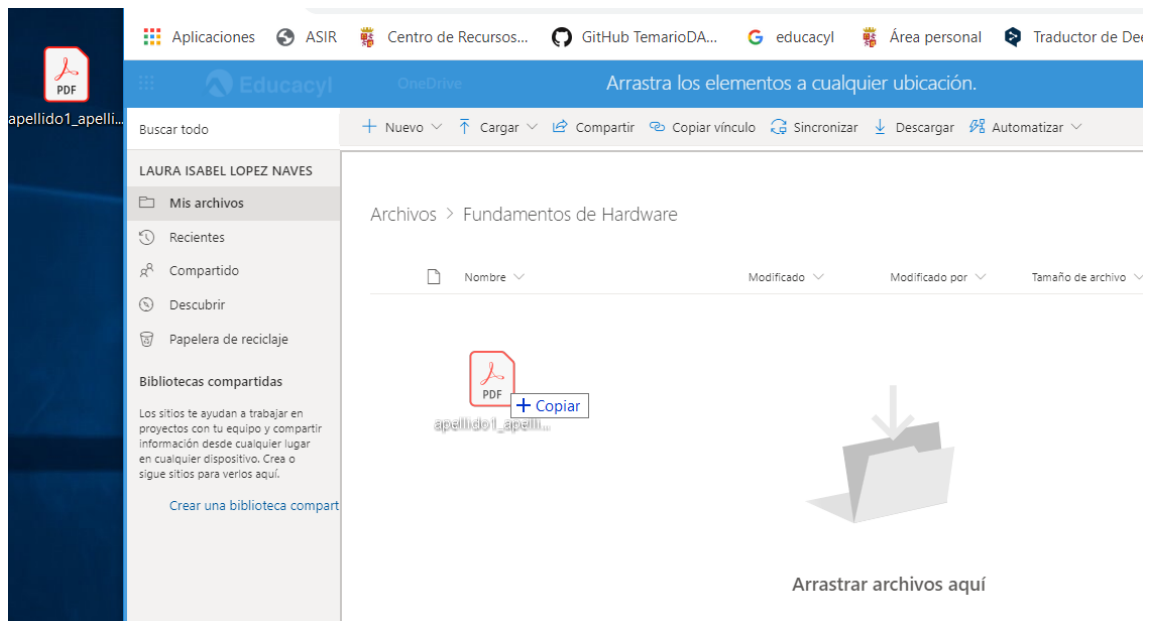 Aplicaciones ASIR Centro de Recursos... GitHub TemarioDA... educacyl Área personal Traductor de Dee
PDF
apellido1_apelli...
Educacyl OneDrive Arrastra los elementos a cualquier ubicación.
Buscar todo
Nuevo Cargar Compartir Copiar vínculo Sincronizar Descargar Automatizar
LAURA ISABEL LOPEZ NAVES
Mis archivos
Recientes
Compartido
Descubrir
Papelera de reciclaje
Bibliotecas compartidas
Los sitios te ayudan a trabajar en
proyectos con tu equipo y compartir
información desde cualquier lugar
en cualquier dispositivo. Crea o
sigue sitios para verlos aquí.
Crear una biblioteca compart
Archivos > Fundamentos de Hardware
Nombre Modificado Modificado por Tamaño de archivo
PDF
+ Copiar
apellido1_apelli...
Arrastrar archivos aquí